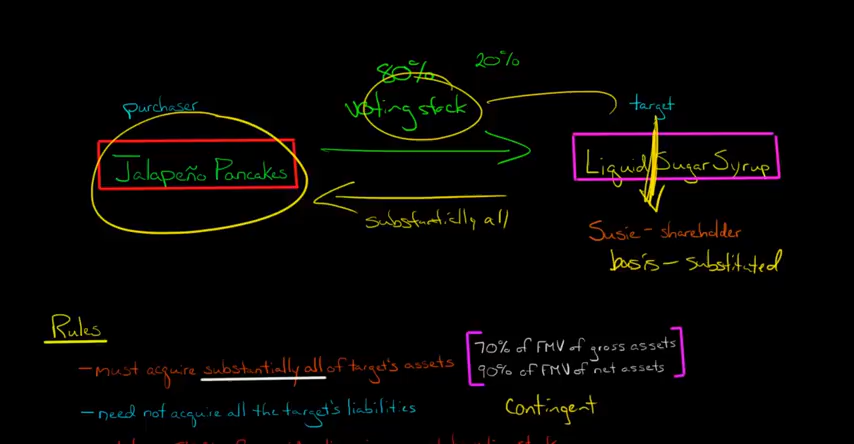 80% 20%
purchaser voting stock target
Jalapeño Pancakes Liquid Sugar Syrup
substantially all
Susie - shareholder
basis - substituted
Rules
- must acquire substantially all of target's assets
70% of FMV of gross assets
90% of FMV of net assets
- need not acquire all the target's liabilities
Contingent